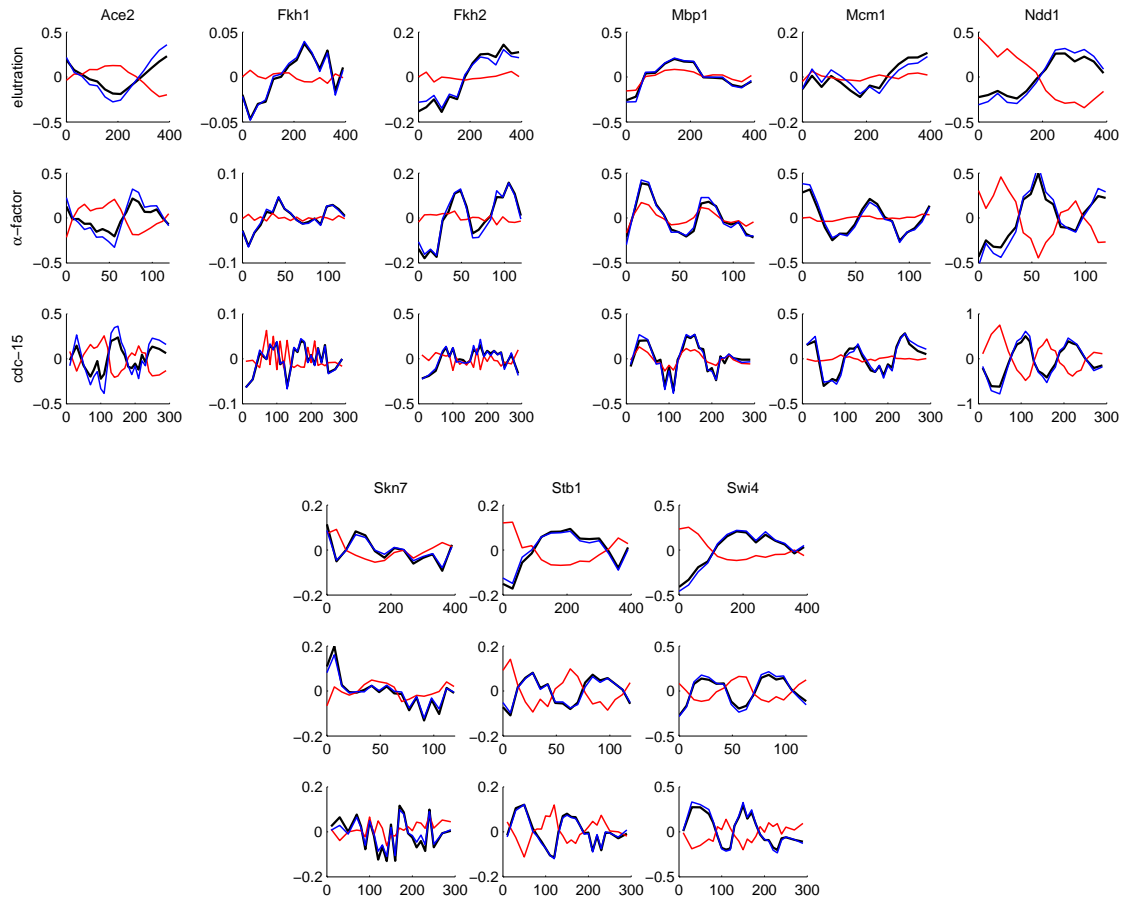 Ace2 Fkh1 Fkh2 Mbp1 Mcm1 Ndd1
elutration
0.5 0.05 0.2 0.5 0.2 0.5
0 0 0 0 0 0
−0.5 −0.05 −0.2 −0.5 −0.2 −0.5
0 200 400 0 200 400 0 200 400 0 200 400 0 200 400 0 200 400
α−factor
0.5 0.1 0.2 0.5 0.5 0.5
0 0 0 0 0 0
−0.5 −0.1 −0.2 −0.5 −0.5 −0.5
0 50 100 0 50 100 0 50 100 0 50 100 0 50 100 0 50 100
cdc−15
0.5 0.1 0.2 0.5 0.5 1
0 0 0 0 0 0
−0.5 −0.1 −0.2 −0.5 −0.5 −1
0 100 200 300 0 100 200 300 0 100 200 300 0 100 200 300 0 100 200 300 0 100 200 300
Skn7 Stb1 Swi4
0.2 0.2 0.5
0 0 0
−0.2 −0.2 −0.5
0 200 400 0 200 400 0 200 400
0.2 0.2 0.5
0 0 0
−0.2 −0.2 −0.5
0 50 100 0 50 100 0 50 100
0.2 0.2 0.5
0 0 0
−0.2 −0.2 −0.5
0 100 200 300 0 100 200 300 0 100 200 300